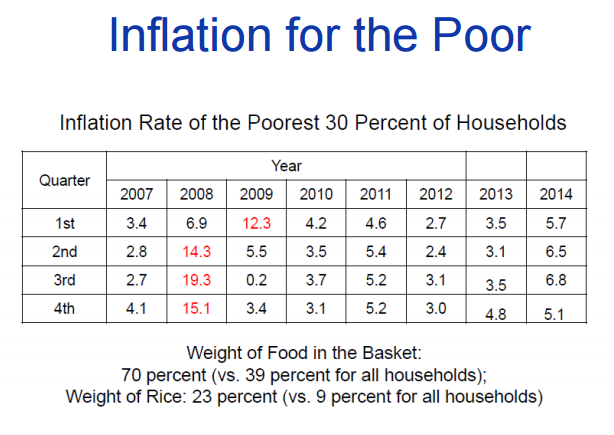 Inflation for the Poor
Inflation Rate of the Poorest 30 Percent of Households
Quarter Year
2007 2008 2009 2010 2011 2012 2013 2014
1st 3.4 6.9 12.3 4.2 4.6 2.7 3.5 5.7
2nd 2.8 14.3 5.5 3.5 5.4 2.4 3.1 6.5
3rd 2.7 19.3 0.2 3.7 5.2 3.1 3.5 6.8
4th 4.1 15.1 3.4 3.1 5.2 3.0 4.8 5.1
Weight of Food in the Basket:
70 percent (vs. 39 percent for all households);
Weight of Rice: 23 percent (vs. 9 percent for all households)